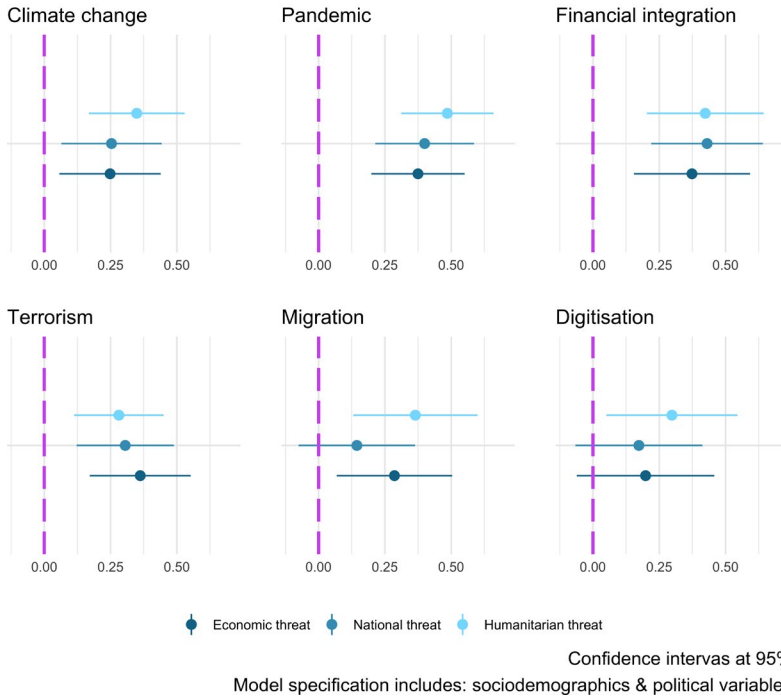 Climate change Pandemic Financial integration
0.00 0.25 0.50 0.00 0.25 0.50 0.00 0.25 0.50
Terrorism Migration Digitisation
0.00 0.25 0.50 0.00 0.25 0.50 0.00 0.25 0.50
Economic threat National threat Humanitarian threat
Confidence intervas at 95%
Model specification includes: sociodemographics & political variable